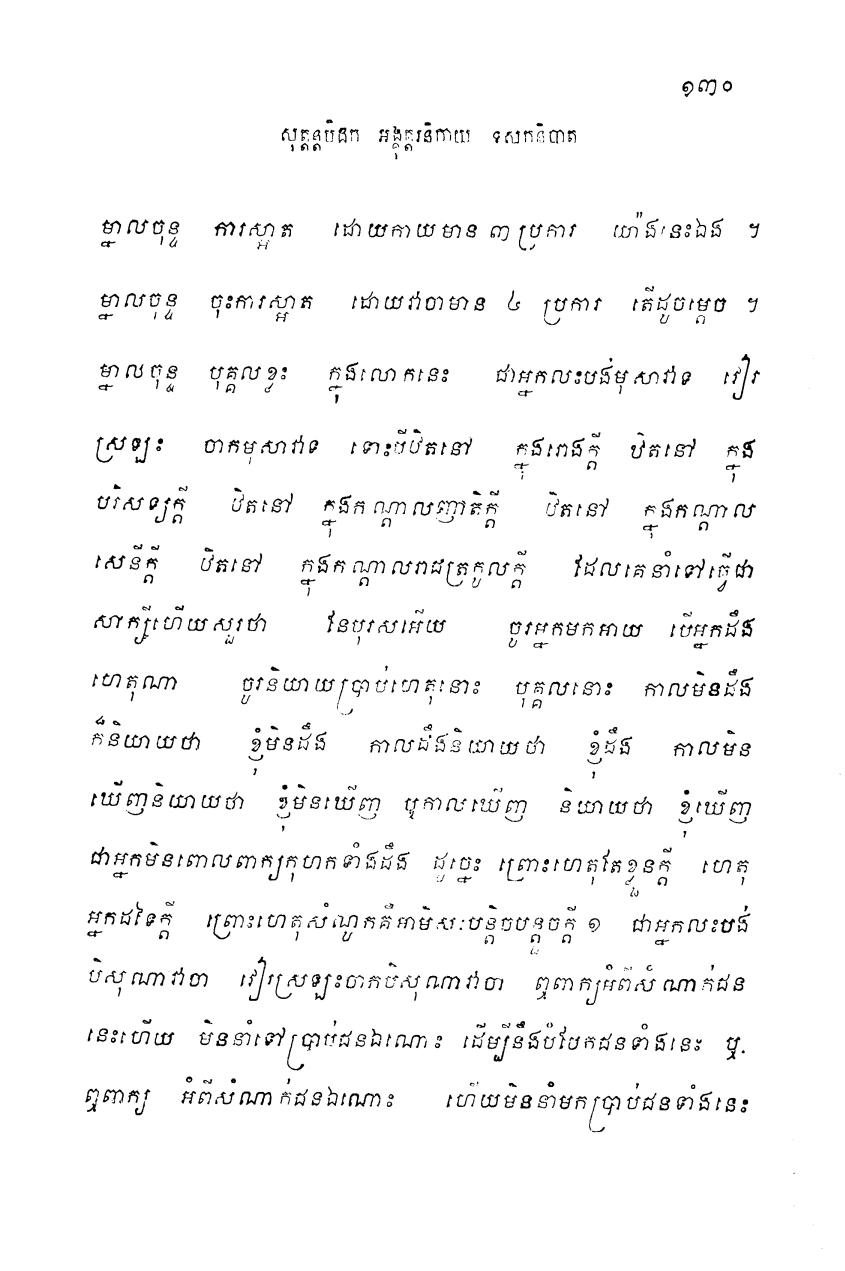 ១៣០
សុត្តន្តបិដក អង្គុត្តរនិកាយ ទសកនិបាត
ម្នាលចុន្ទ ការស្អាត ដោយកាយមាន ៣ ប្រការ យ៉ាងនេះឯង ។
ម្នាលចុន្ទ ចុះការស្អាត ដោយវាចាមាន ៤ ប្រការ តើដូចម្តេច ។
ម្នាលចុន្ទ បុគ្គលខ្លះ ក្នុងលោកនេះ ជាអ្នកលះបង់មុសាវាទ វៀរ
ស្រឡះ ចាកមុសាវាទ ទោះបីឋិតនៅ ក្នុងរោងក្តី ឋិតនៅ ក្នុង
បរិសទ្យក្តី ឋិតនៅ ក្នុងកណ្តាលញាតិក្តី ឋិតនៅ ក្នុងកណ្តាល
សេនីក្តី ឋិតនៅ ក្នុងកណ្តាលរាជត្រកូលក្តី ដែលគេនាំទៅធ្វើជា
សាក្សីហើយសួរថា នែបុរសអើយ ចូរអ្នកមកអាយ បើអ្នកដឹង
ហេតុណា ចូរនិយាយប្រាប់ហេតុនោះ បុគ្គលនោះ កាលមិនដឹង
ក៏និយាយថា ខ្ញុំមិនដឹង កាលដឹងនិយាយថា ខ្ញុំដឹង កាលមិន
ឃើញនិយាយថា ខ្ញុំមិនឃើញ ឬកាលឃើញ និយាយថា ខ្ញុំឃើញ
ជាអ្នកមិនពោលពាក្យកុហកទាំងដឹង ដូច្នេះ ព្រោះហេតុតែខ្លួនក្តី ហេតុ
អ្នកដទៃក្តី ព្រោះហេតុសំណូកគឺអាមិសៈបន្តិចបន្តួចក្តី ១ ជាអ្នកលះបង់
បិសុណាវាចា វៀរស្រឡះចាកបិសុណាវាចា ឮពាក្យអំពីសំណាក់ជន
នេះហើយ មិននាំទៅប្រាប់ជនឯណោះ ដើម្បីនឹងបំបែកជនទាំងនេះ ឬ
ឮពាក្យ អំពីសំណាក់ជនឯណោះ ហើយមិននាំមកប្រាប់ជនទាំងនេះ